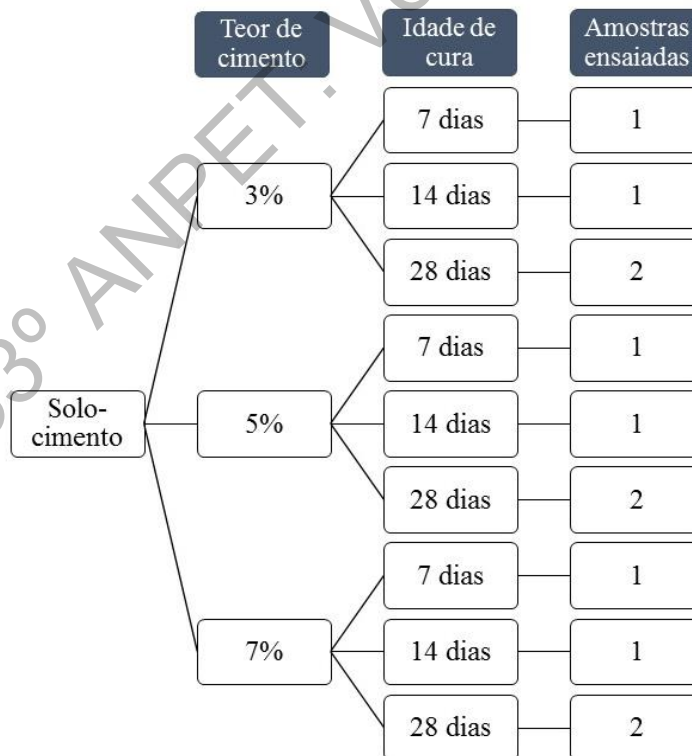 Teor de
cimento
Idade de
cura
Amostras
ensaiadas
7 dias
1
3%
14 dias
1
28 dias
2
7 dias
1
Solo-
cimento
5%
14 dias
1
28 dias
2
7 dias
1
7%
14 dias
1
28 dias
2
3º ANPET.